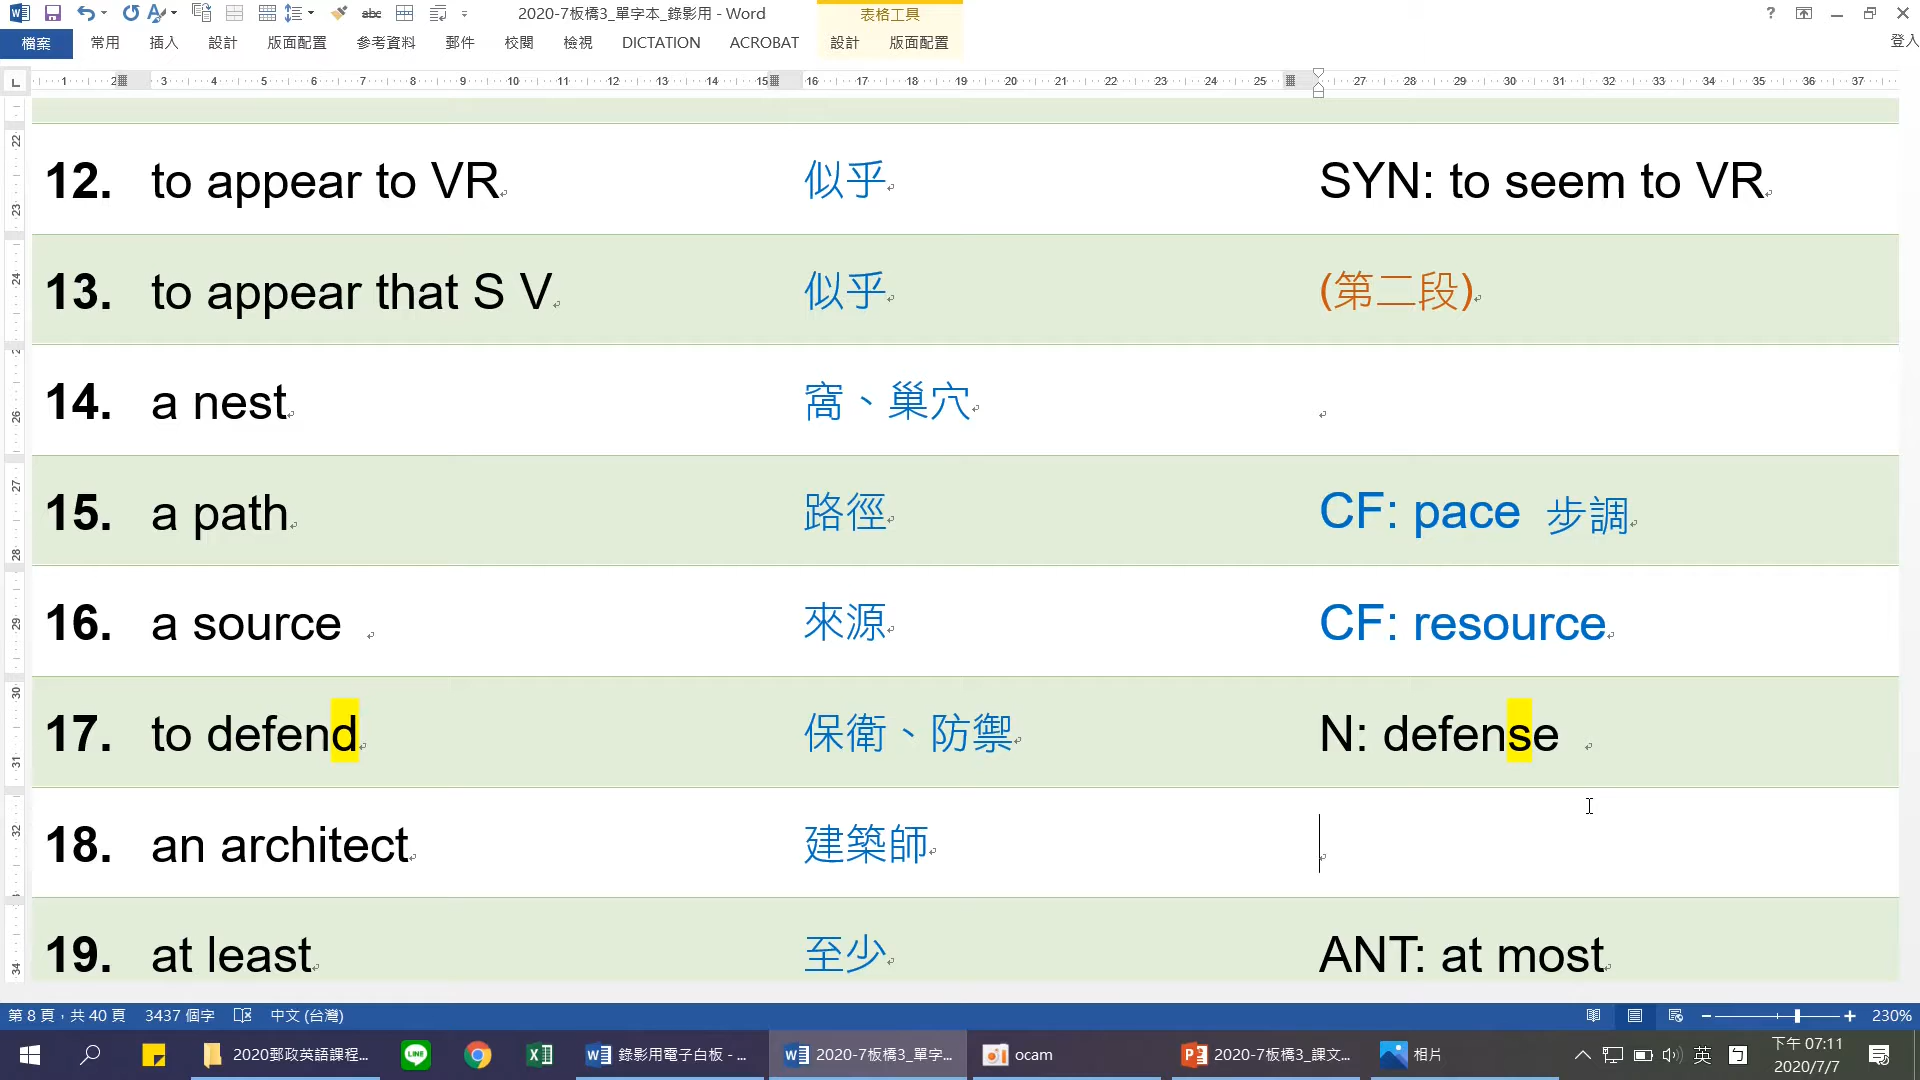 2020-7板橋3_單字本_錄影用 - Word
表格工具
檔案 常用 插入 設計 版面配置 參考資料 郵件 校閱 檢視 DICTATION ACROBAT 設計 版面配置 登入
12. to appear to VR 似乎 SYN: to seem to VR
13. to appear that S V 似乎 (第二段)
14. a nest 窩、巢穴
15. a path 路徑 CF: pace 步調
16. a source 來源 CF: resource
17. to defend 保衛、防禦 N: defense
18. an architect 建築師
19. at least 至少 ANT: at most
第 8 頁，共 40 頁 3437 個字 中文 (台灣) 230%
2020郵政英語課程... LINE 錄影用電子白板 - ... 2020-7板橋3_單字... ocam 2020-7板橋3_課文... 相片 英 下午 07:11
2020/7/7